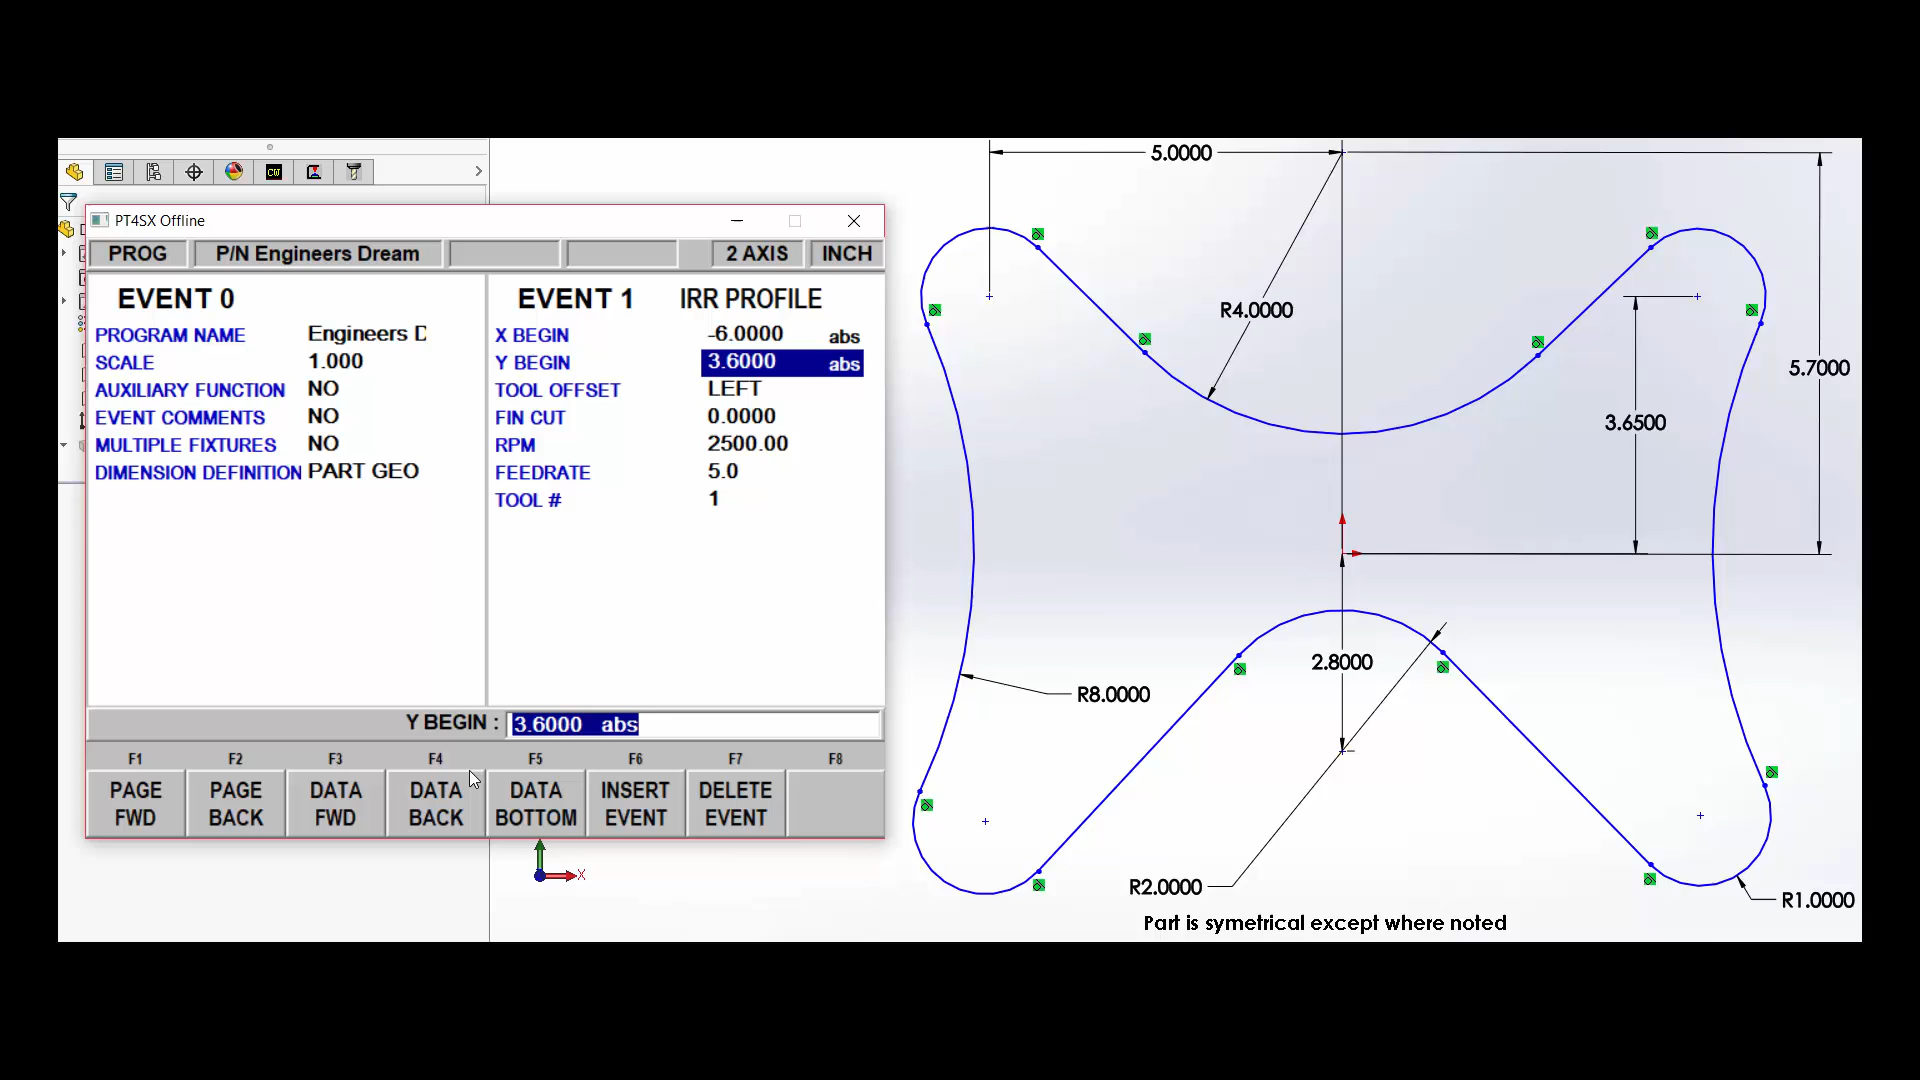 CW
PT4SX Offline
PROG
P/N Engineers Dream
2 AXIS
INCH
EVENT 0
PROGRAM NAME Engineers D
SCALE 1.000
AUXILIARY FUNCTION NO
EVENT COMMENTS NO
MULTIPLE FIXTURES NO
DIMENSION DEFINITION PART GEO
EVENT 1 IRR PROFILE
X BEGIN -6.0000 abs
Y BEGIN 3.6000 abs
TOOL OFFSET LEFT
FIN CUT 0.0000
RPM 2500.00
FEEDRATE 5.0
TOOL # 1
Y BEGIN : 3.6000 abs
F1 F2 F3 F4 F5 F6 F7 F8
PAGE FWD
PAGE BACK
DATA FWD
DATA BACK
DATA BOTTOM
INSERT EVENT
DELETE EVENT
X
5.0000
R4.0000
5.7000
3.6500
2.8000
R8.0000
R2.0000
R1.0000
Part is symetrical except where noted